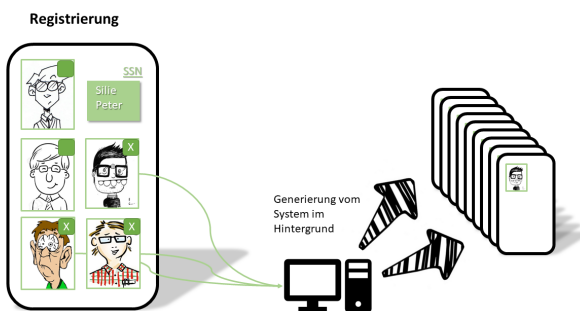 Registrierung
SSN
Silie
Peter
X
X
X
Generierung vom
System im
Hintergrund